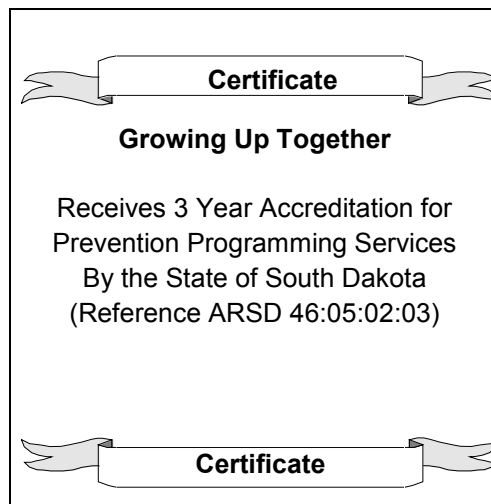 Certificate
Growing Up Together
Receives 3 Year Accreditation for
Prevention Programming Services
By the State of South Dakota
(Reference ARSD 46:05:02:03)
Certificate